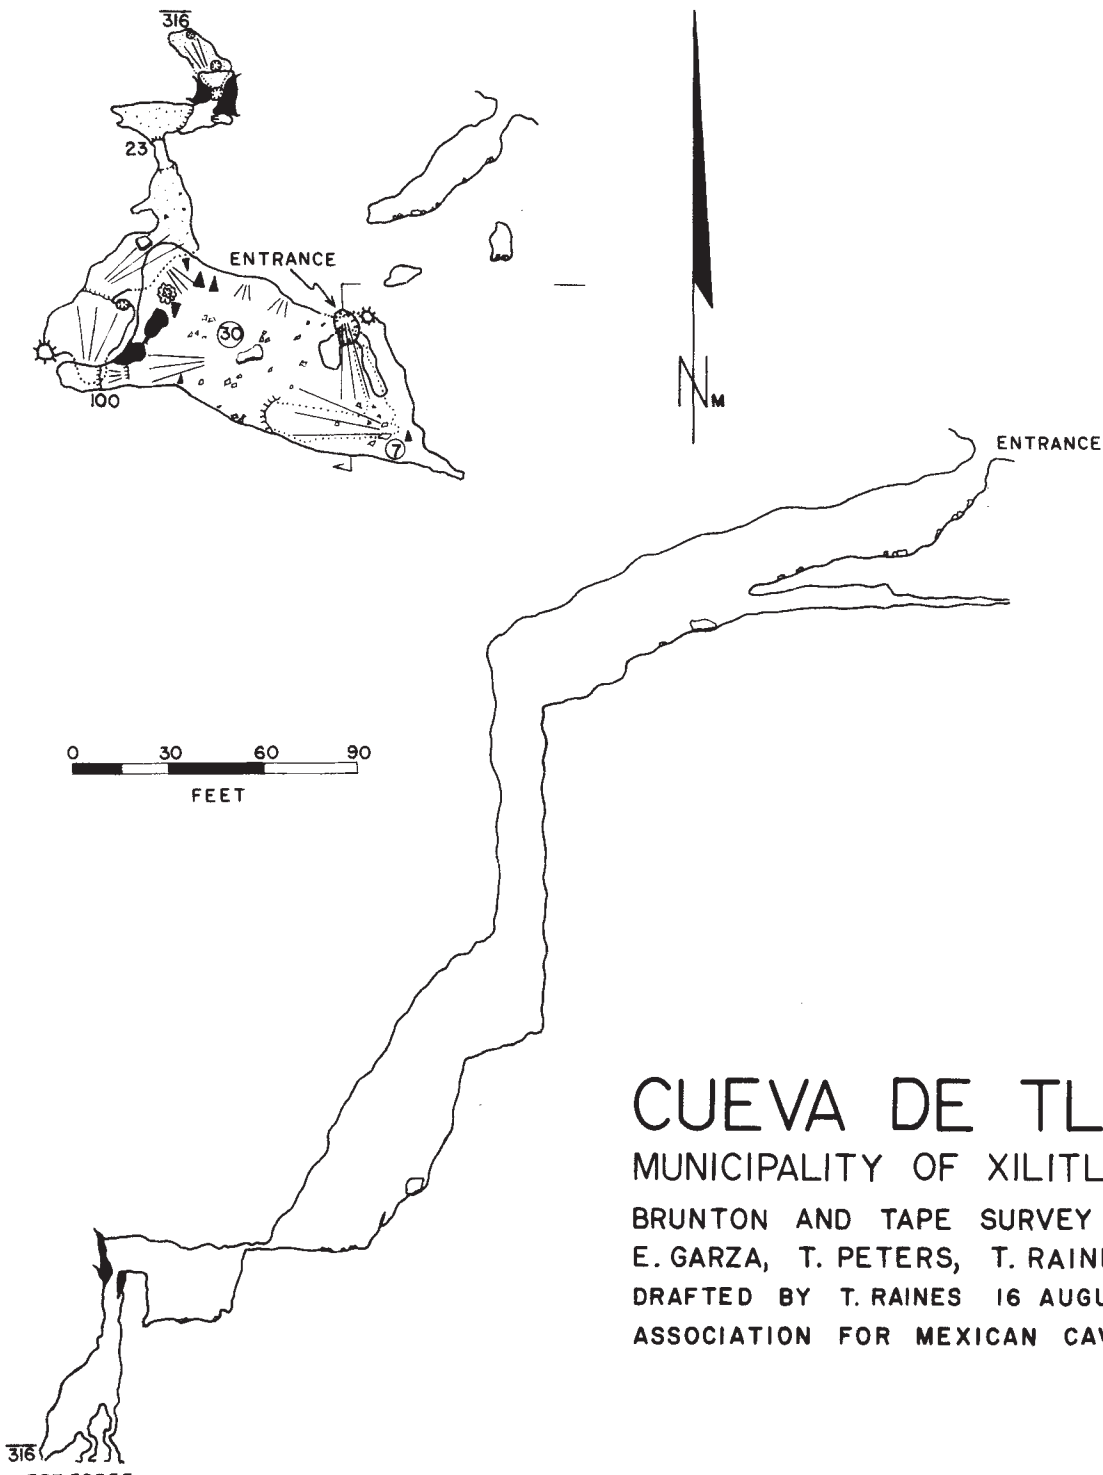 316
23
ENTRANCE
30
100
7
N M
ENTRANCE
0 30 60 90
FEET
CUEVA DE TL
MUNICIPALITY OF XILITL
BRUNTON AND TAPE SURVEY
E. GARZA, T. PETERS, T. RAIN
DRAFTED BY T. RAINES 16 AUGU
ASSOCIATION FOR MEXICAN CA
316